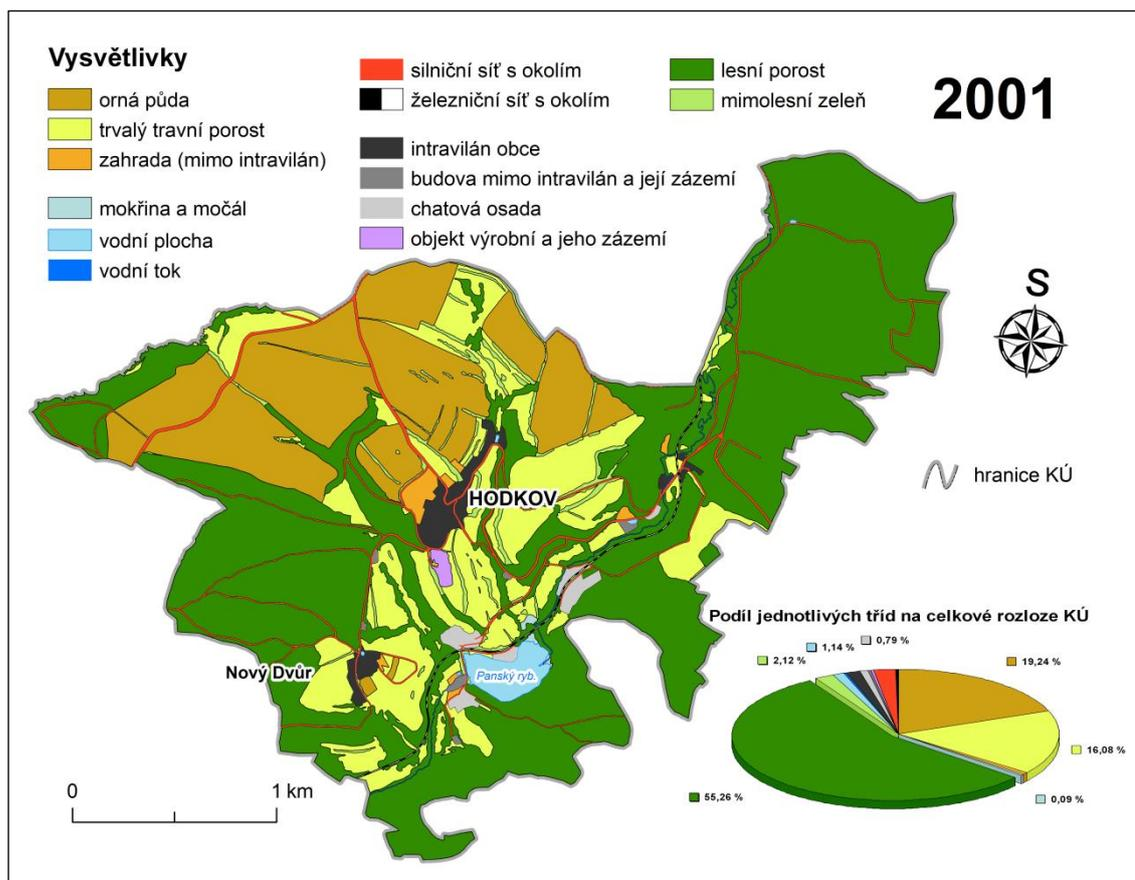 Vysvětlivky
orná půda
trvalý travní porost
zahrada (mimo intravilán)
mokřina a močál
vodní plocha
vodní tok
silniční síť s okolím
železniční síť s okolím
intravilán obce
budova mimo intravilán a její zázemí
chatová osada
objekt výrobní a jeho zázemí
lesní porost
mimolesní zeleň
2001
S
hranice KÚ
HODKOV
Nový Dvůr
Panský ryb.
0 1 km
Podíl jednotlivých tříd na celkové rozloze KÚ
0,79 %
1,14 %
2,12 %
19,24 %
16,08 %
0,09 %
55,26 %